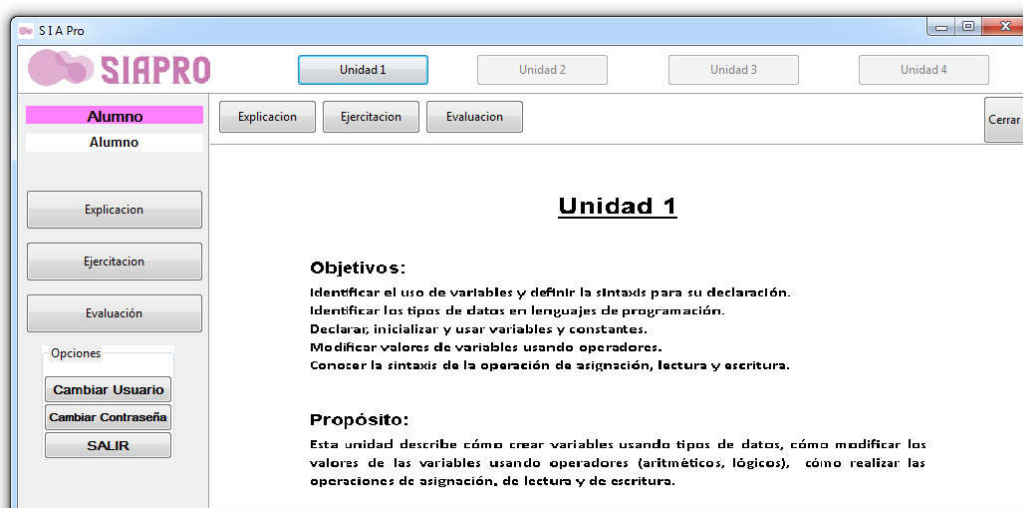 S I A Pro
SIAPRO
Unidad 1
Unidad 2
Unidad 3
Unidad 4
Alumno
Alumno
Explicacion
Ejercitacion
Evaluacion
Cerrar
Explicacion
Ejercitacion
Evaluación
Opciones
Cambiar Usuario
Cambiar Contraseña
SALIR
Unidad 1
Objetivos:
Identificar el uso de variables y definir la sintaxis para su declaración.
Identificar los tipos de datos en lenguajes de programación.
Declarar, inicializar y usar variables y constantes.
Modificar valores de variables usando operadores.
Conocer la sintaxis de la operación de asignación, lectura y escritura.
Propósito:
Esta unidad describe cómo crear variables usando tipos de datos, cómo modificar los
valores de las variables usando operadores (aritméticos, lógicos), cómo realizar las
operaciones de asignación, de lectura y de escritura.